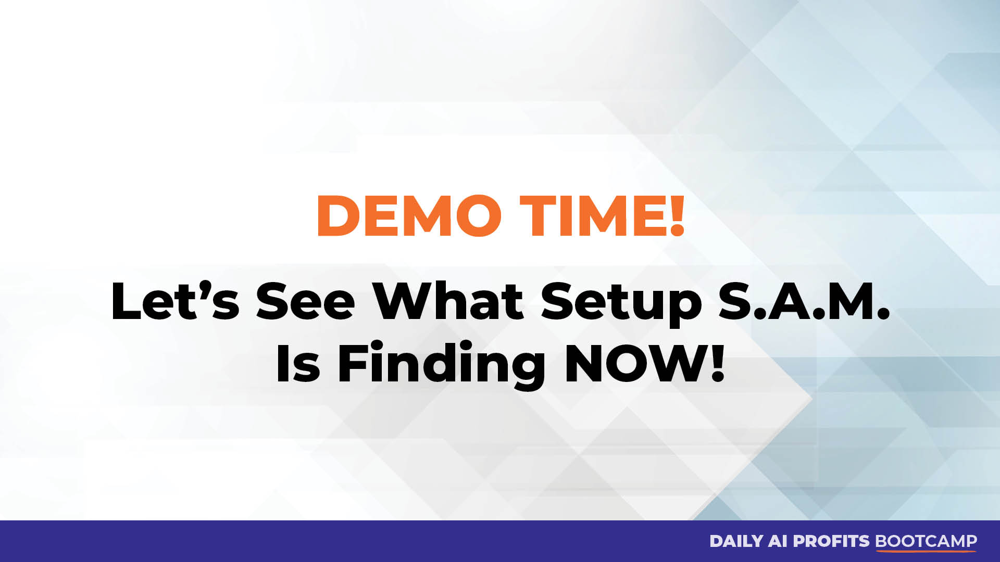 DEMO TIME!
Let’s See What Setup S.A.M.
Is Finding NOW!
DAILY AI PROFITS BOOTCAMP